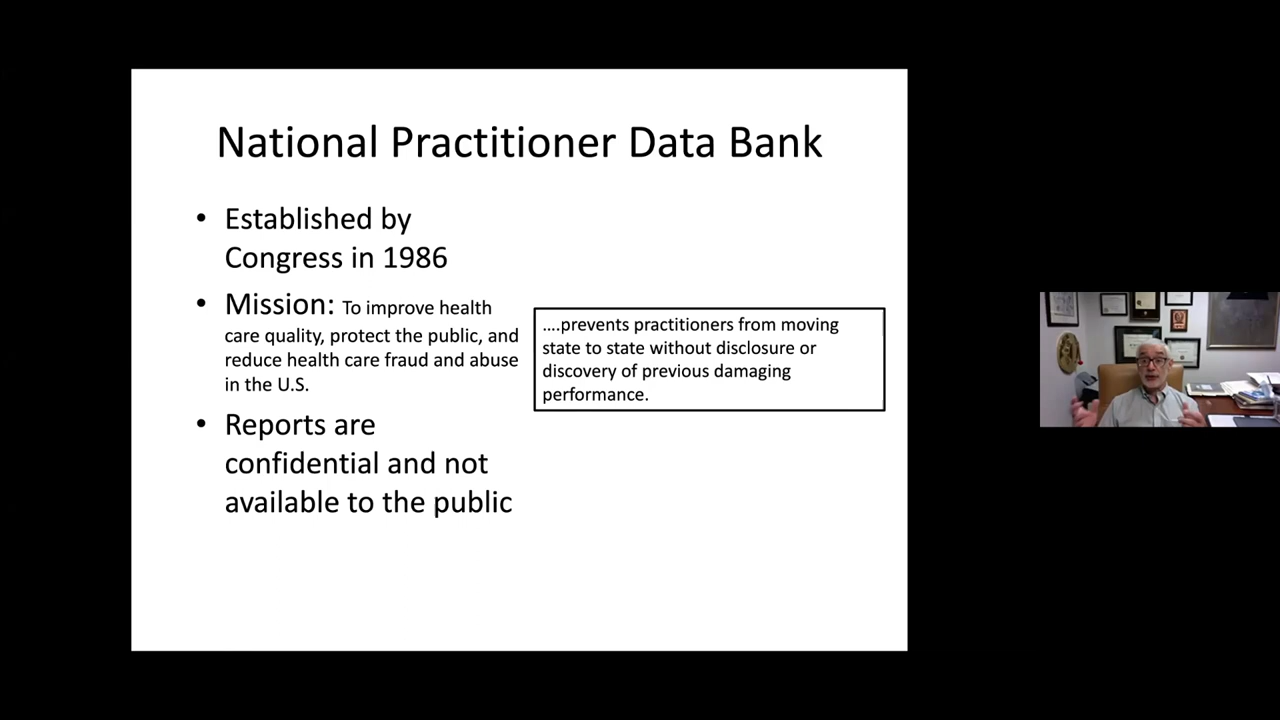 National Practitioner Data Bank
• Established by
Congress in 1986
• Mission: To improve health
care quality, protect the public, and
reduce health care fraud and abuse
in the U.S.
• Reports are
confidential and not
available to the public
....prevents practitioners from moving
state to state without disclosure or
discovery of previous damaging
performance.